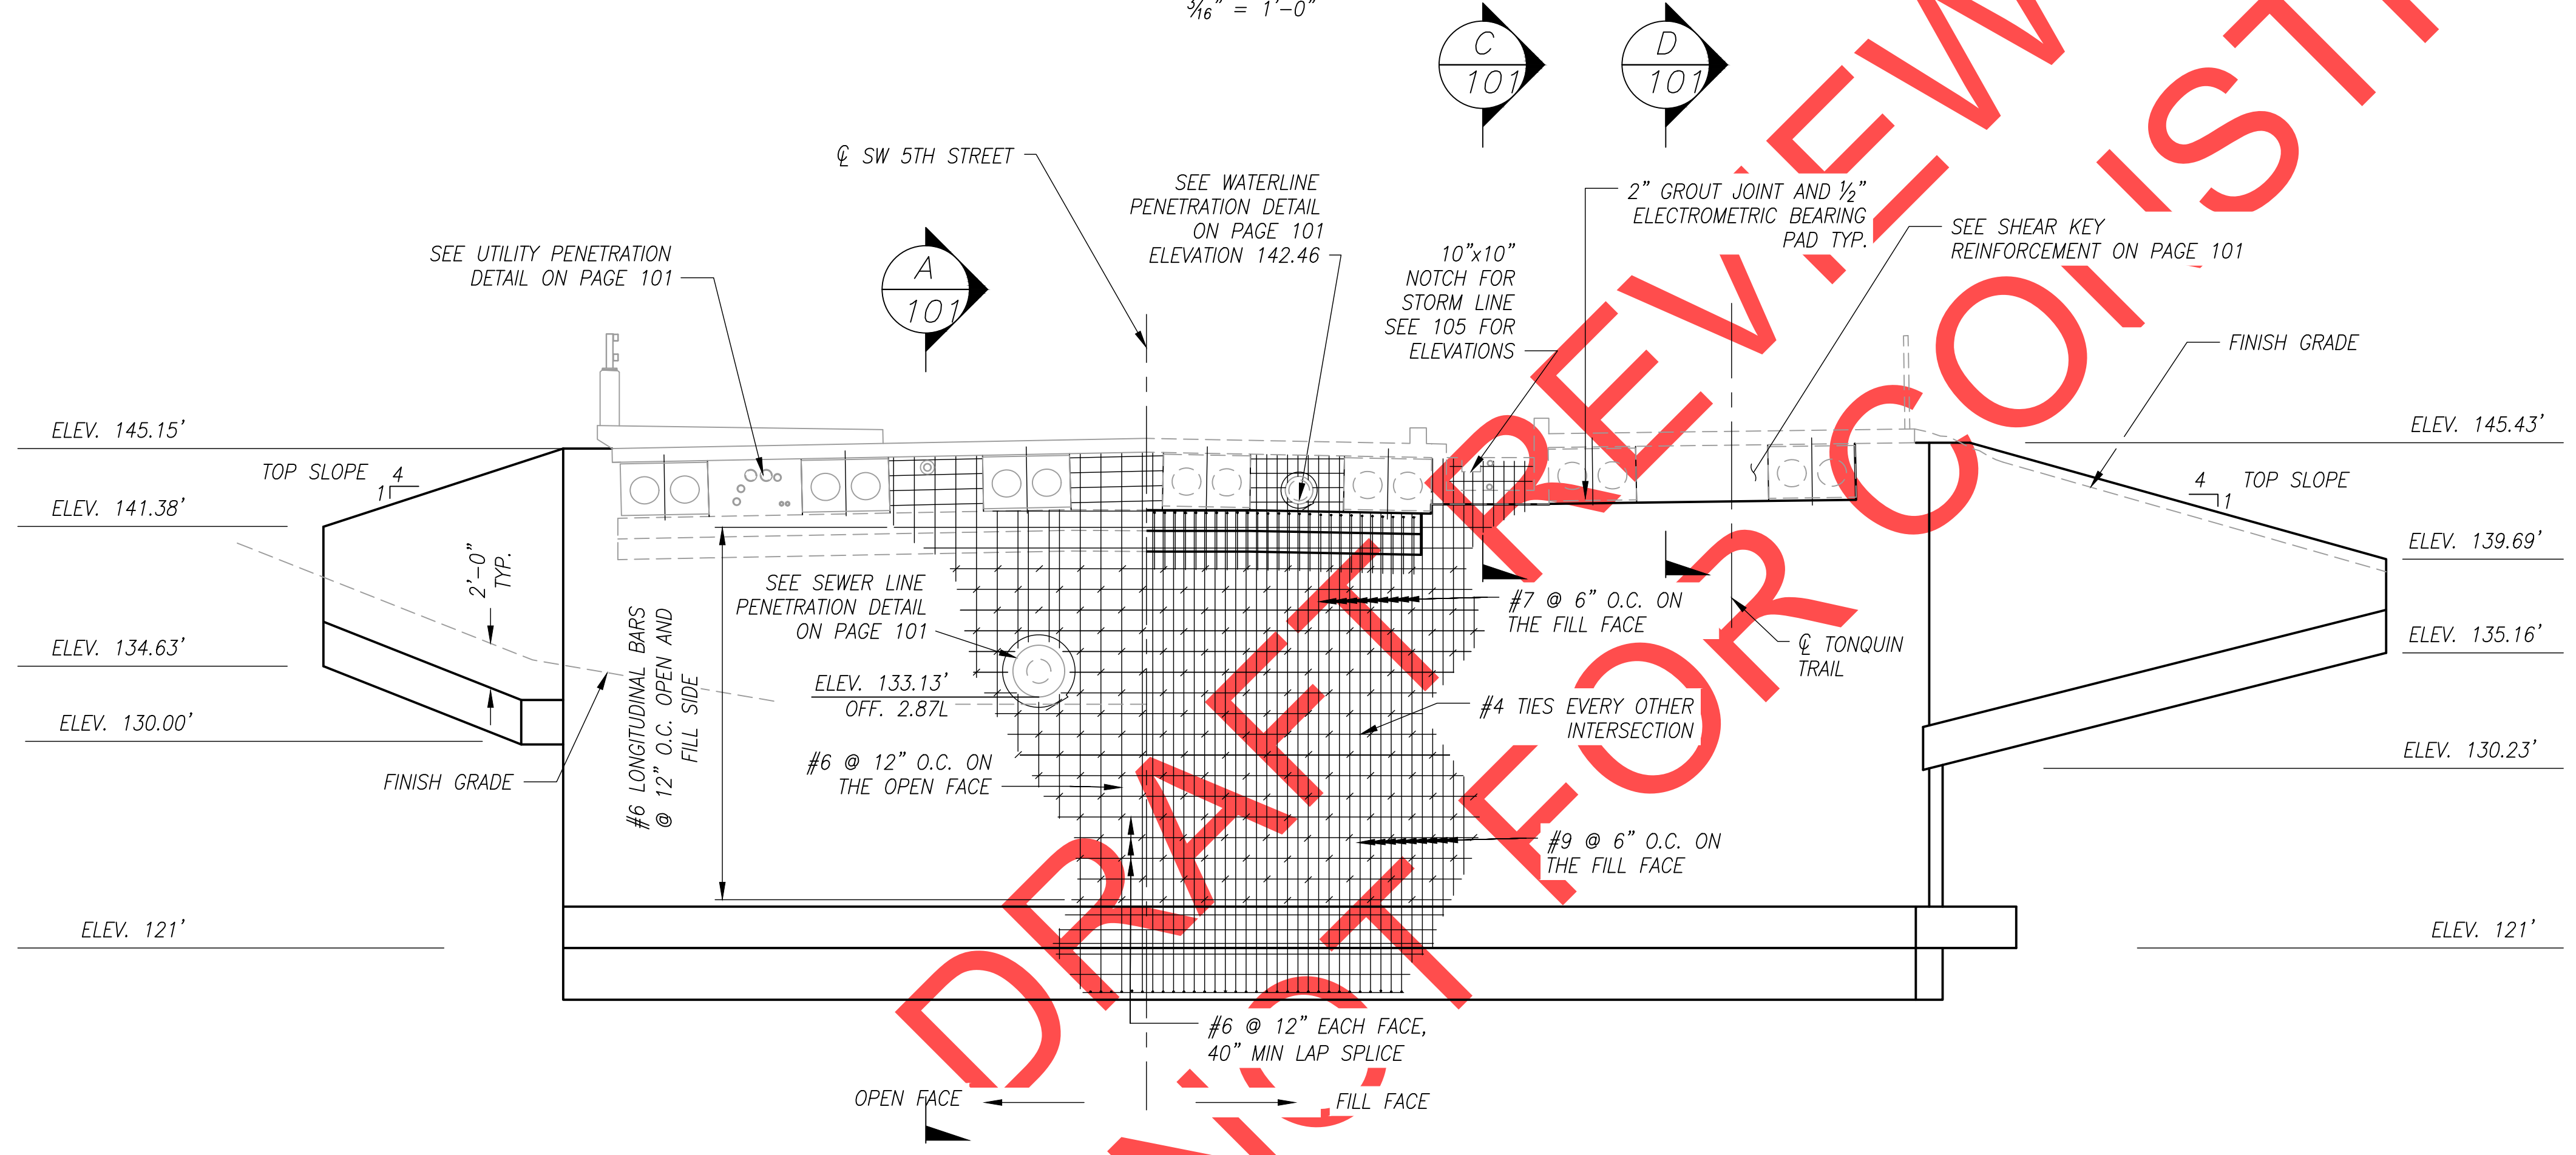 3/16" = 1'-0"
C
101
D
101
℄ SW 5TH STREET
SEE WATERLINE
PENETRATION DETAIL
ON PAGE 101
ELEVATION 142.46
2" GROUT JOINT AND 1/2"
ELECTROMETRIC BEARING
PAD TYP.
SEE SHEAR KEY
REINFORCEMENT ON PAGE 101
SEE UTILITY PENETRATION
DETAIL ON PAGE 101
A
101
10"x10"
NOTCH FOR
STORM LINE
SEE 105 FOR
ELEVATIONS
FINISH GRADE
ELEV. 145.15'
TOP SLOPE
4
1
ELEV. 141.38'
2'-0"
TYP.
ELEV. 134.63'
ELEV. 130.00'
FINISH GRADE
ELEV. 121'
#6 LONGITUDINAL BARS
@ 12" O.C. OPEN AND
FILL SIDE
SEE SEWER LINE
PENETRATION DETAIL
ON PAGE 101
ELEV. 133.13'
OFF. 2.87L
#6 @ 12" O.C. ON
THE OPEN FACE
#7 @ 6" O.C. ON
THE FILL FACE
℄ TONQUIN
TRAIL
#4 TIES EVERY OTHER
INTERSECTION
#9 @ 6" O.C. ON
THE FILL FACE
#6 @ 12" EACH FACE,
40" MIN LAP SPLICE
OPEN FACE
FILL FACE
ELEV. 145.43'
4
1
TOP SLOPE
ELEV. 139.69'
ELEV. 135.16'
ELEV. 130.23'
ELEV. 121'
DRAFT REVIEW
NOT FOR CONST